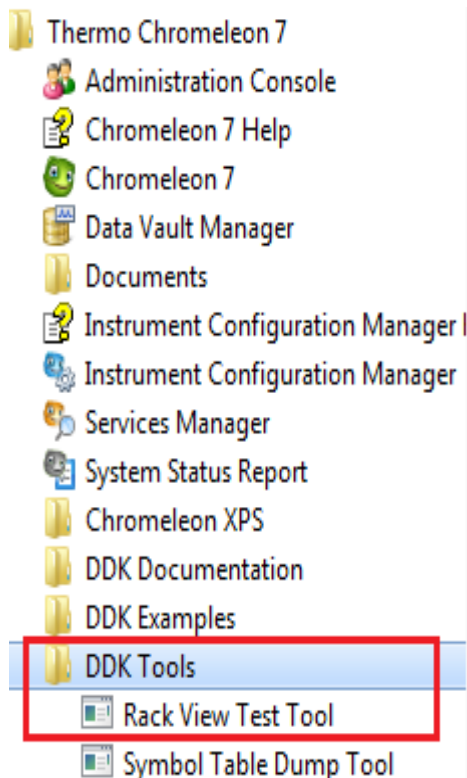 Thermo Chromeleon 7
Administration Console
Chromeleon 7 Help
Chromeleon 7
Data Vault Manager
Documents
Instrument Configuration Manager
Instrument Configuration Manager
Services Manager
System Status Report
Chromeleon XPS
DDK Documentation
DDK Examples
DDK Tools
Rack View Test Tool
Symbol Table Dump Tool